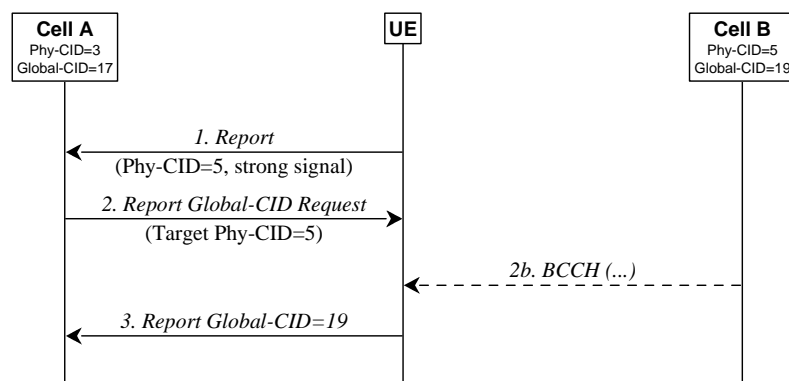 Cell A
Phy-CID=3
Global-CID=17
UE
Cell B
Phy-CID=5
Global-CID=19
1. Report
(Phy-CID=5, strong signal)
2. Report Global-CID Request
(Target Phy-CID=5)
2b. BCCH (...)
3. Report Global-CID=19